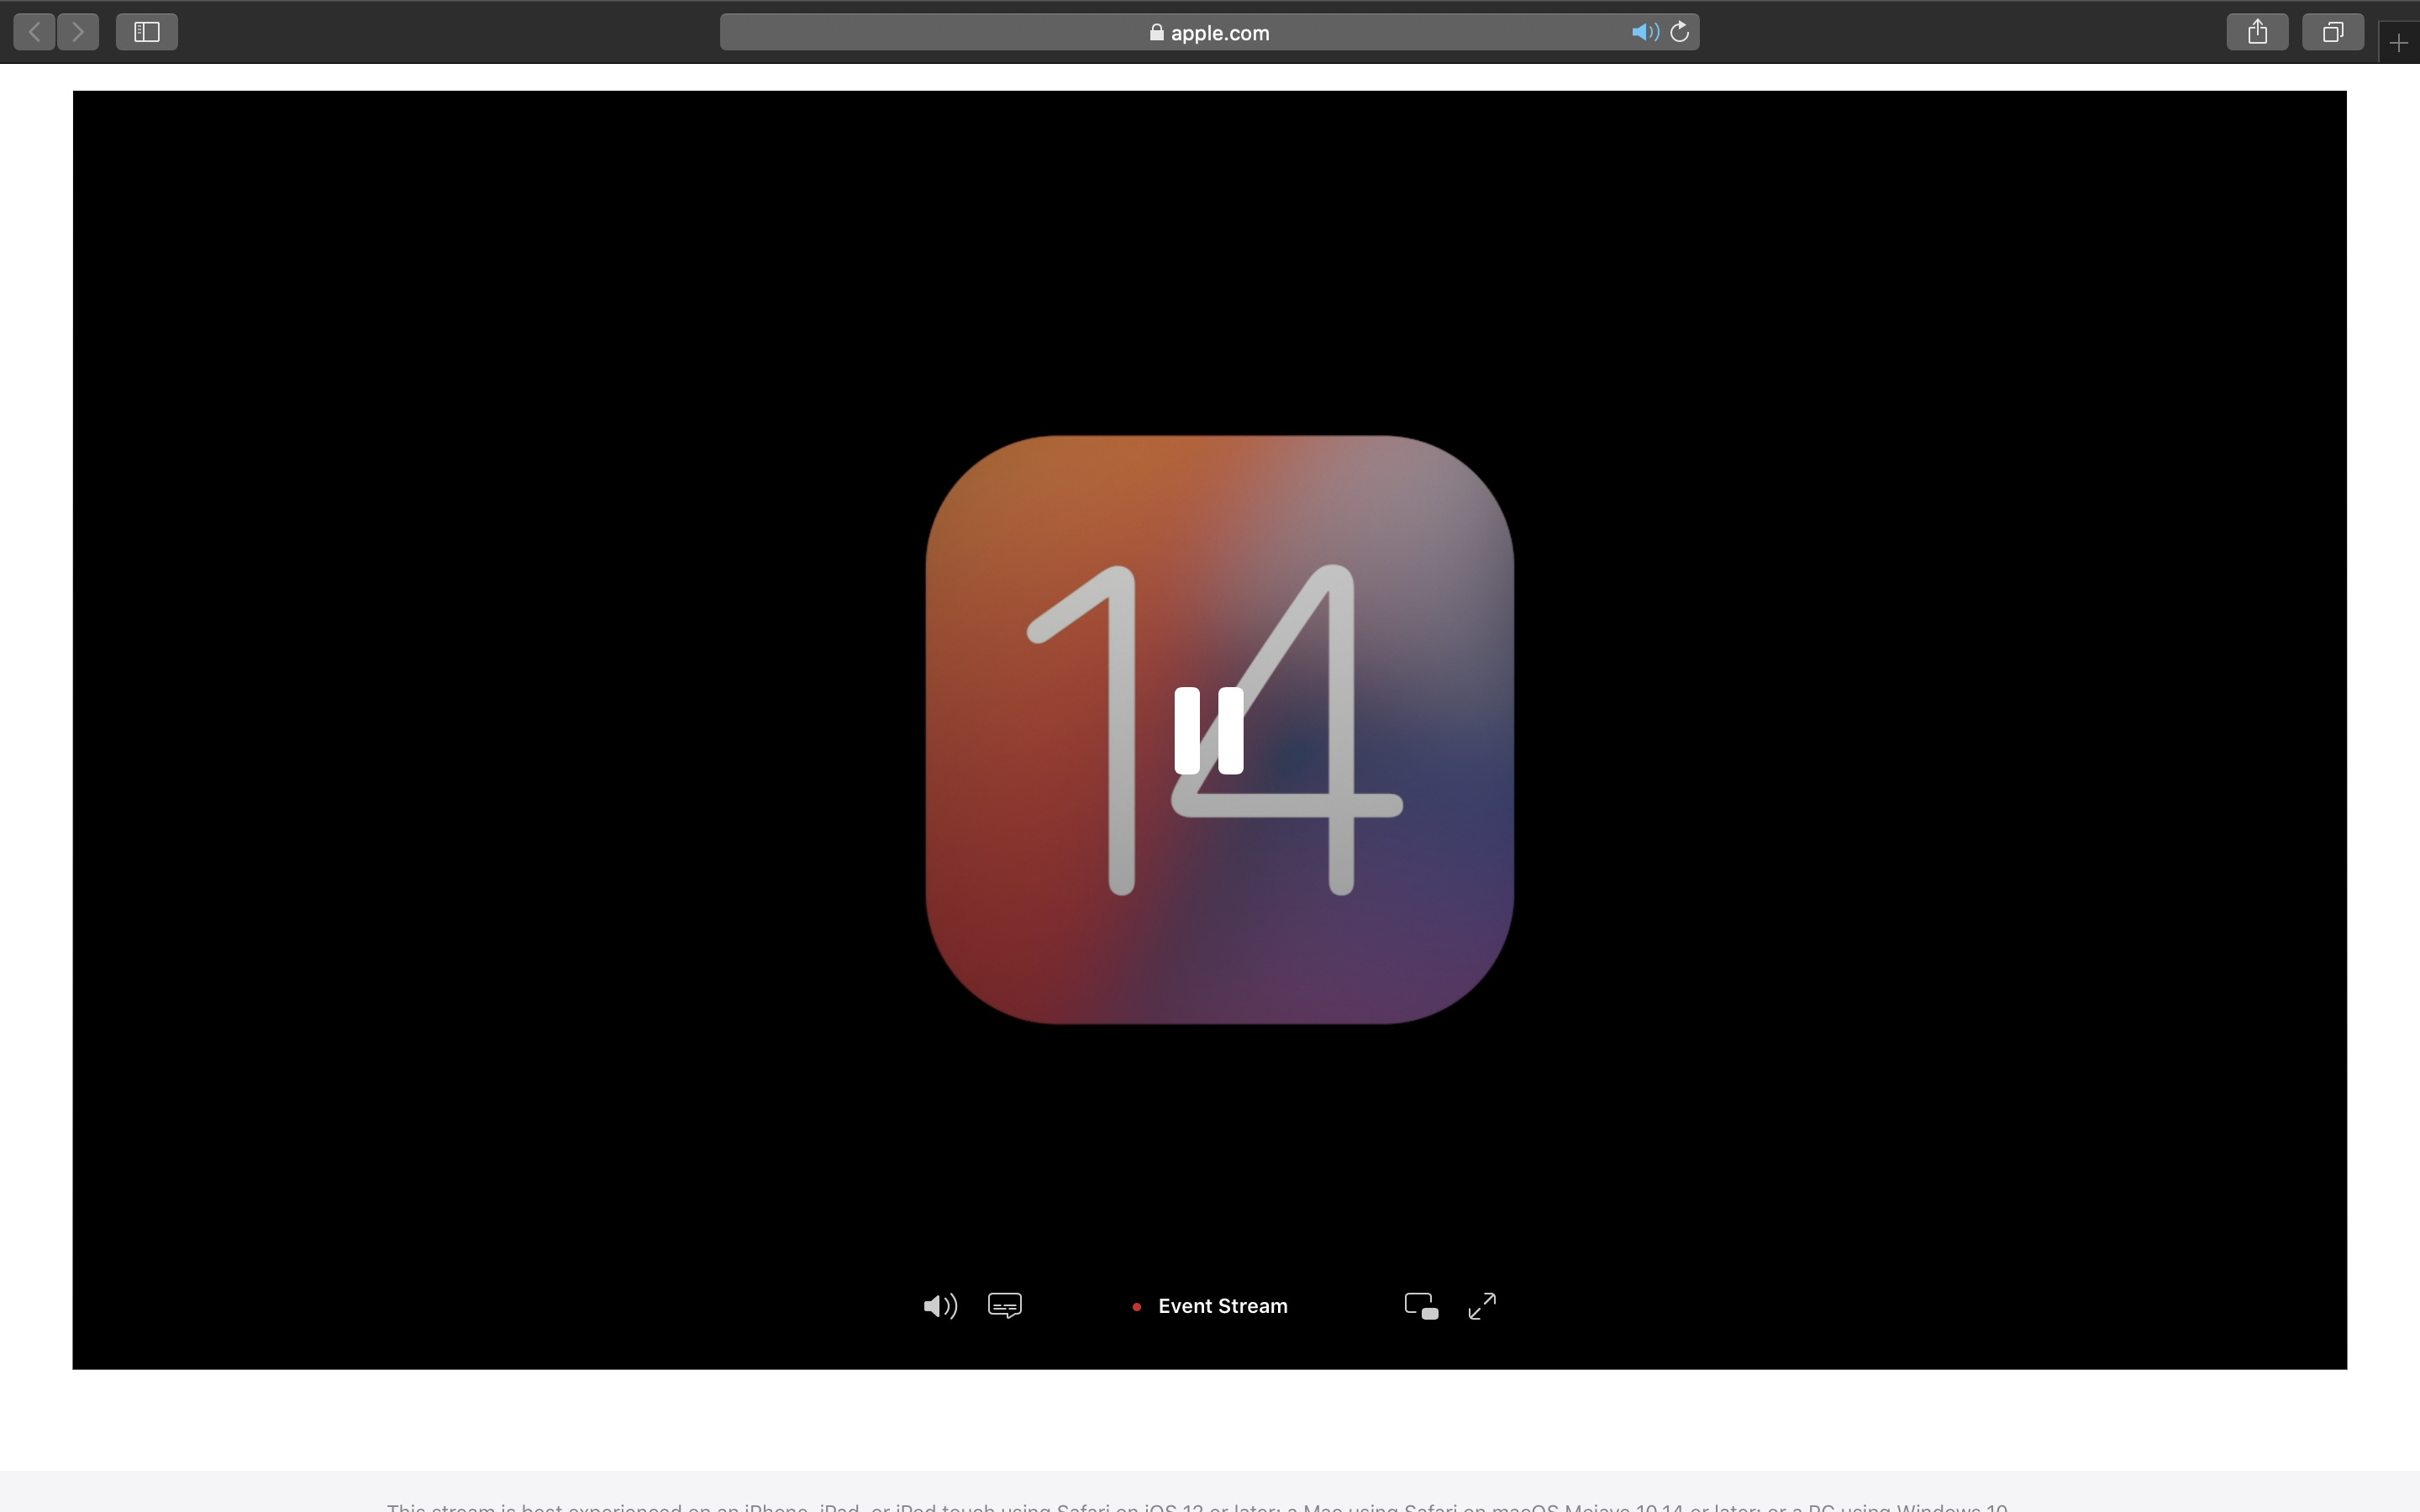 apple.com
14
Event Stream
This stream is best experienced on an iPhone, iPad, or iPod touch using Safari on iOS 12 or later; a Mac using Safari on macOS Mojave 10.14 or later; or a PC using Windows 10